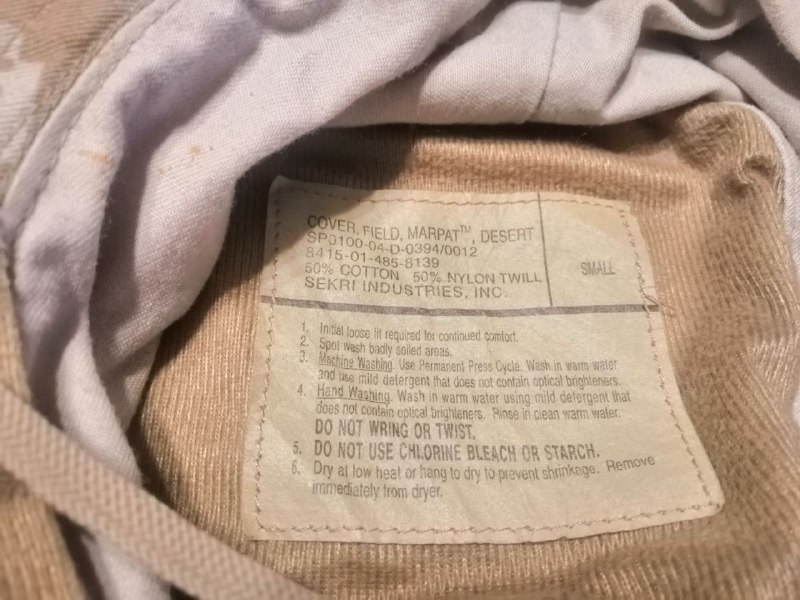 COVER, FIELD, MARPAT™, DESERT
SP0100-04-D-0394/0012
8415-01-485-8139
50% COTTON 50% NYLON TWILL
SEKRI INDUSTRIES, INC.
SMALL
1. Initial loose fit required for continued comfort.
2. Spot wash badly soiled areas.
3. Machine Washing. Use Permanent Press Cycle. Wash in warm water
and use mild detergent that does not contain optical brighteners.
4. Hand Washing. Wash in warm water using mild detergent that
does not contain optical brighteners. Rinse in clean warm water.
DO NOT WRING OR TWIST.
5. DO NOT USE CHLORINE BLEACH OR STARCH.
6. Dry at low heat or hang to dry to prevent shrinkage. Remove
immediately from dryer.